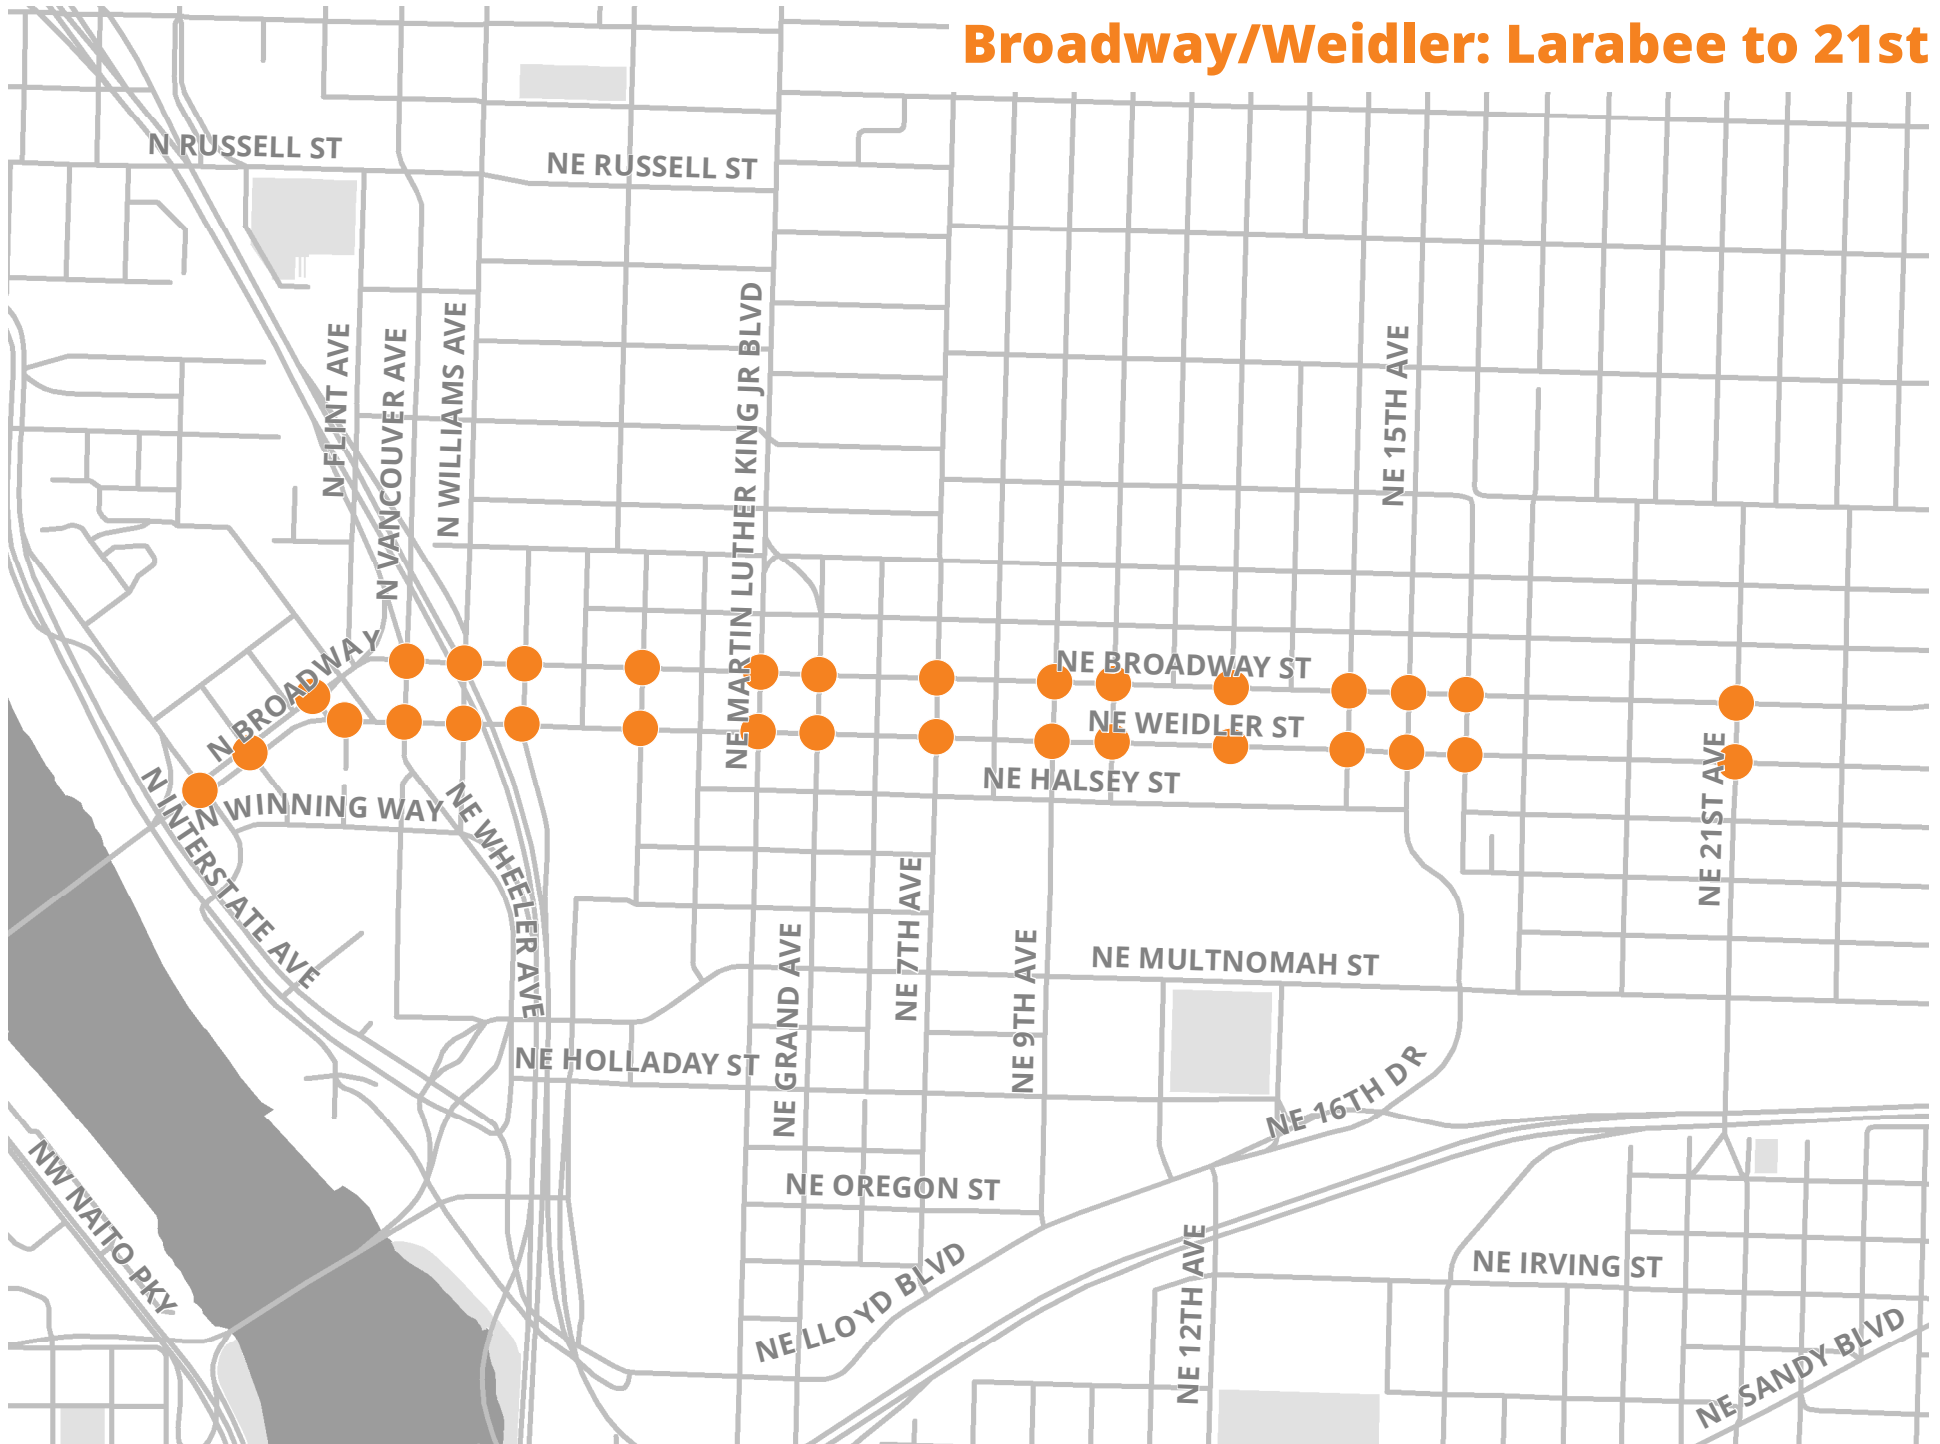 Broadway/Weidler: Larabee to 21st
N RUSSELL ST
NE RUSSELL ST
N FLINT AVE
N VANCOUVER AVE
N WILLIAMS AVE
NE MARTIN LUTHER KING JR BLVD
NE 15TH AVE
N BROADWAY
NE BROADWAY ST
NE WEIDLER ST
NE HALSEY ST
N WINNING WAY
N INTERSTATE AVE
NE WHEELER AVE
NE 21ST AVE
NE 7TH AVE
NE GRAND AVE
NE 9TH AVE
NE MULTNOMAH ST
NE HOLLADAY ST
NE 16TH DR
NW NAITO PKY
NE OREGON ST
NE LLOYD BLVD
NE 12TH AVE
NE IRVING ST
NE SANDY BLVD